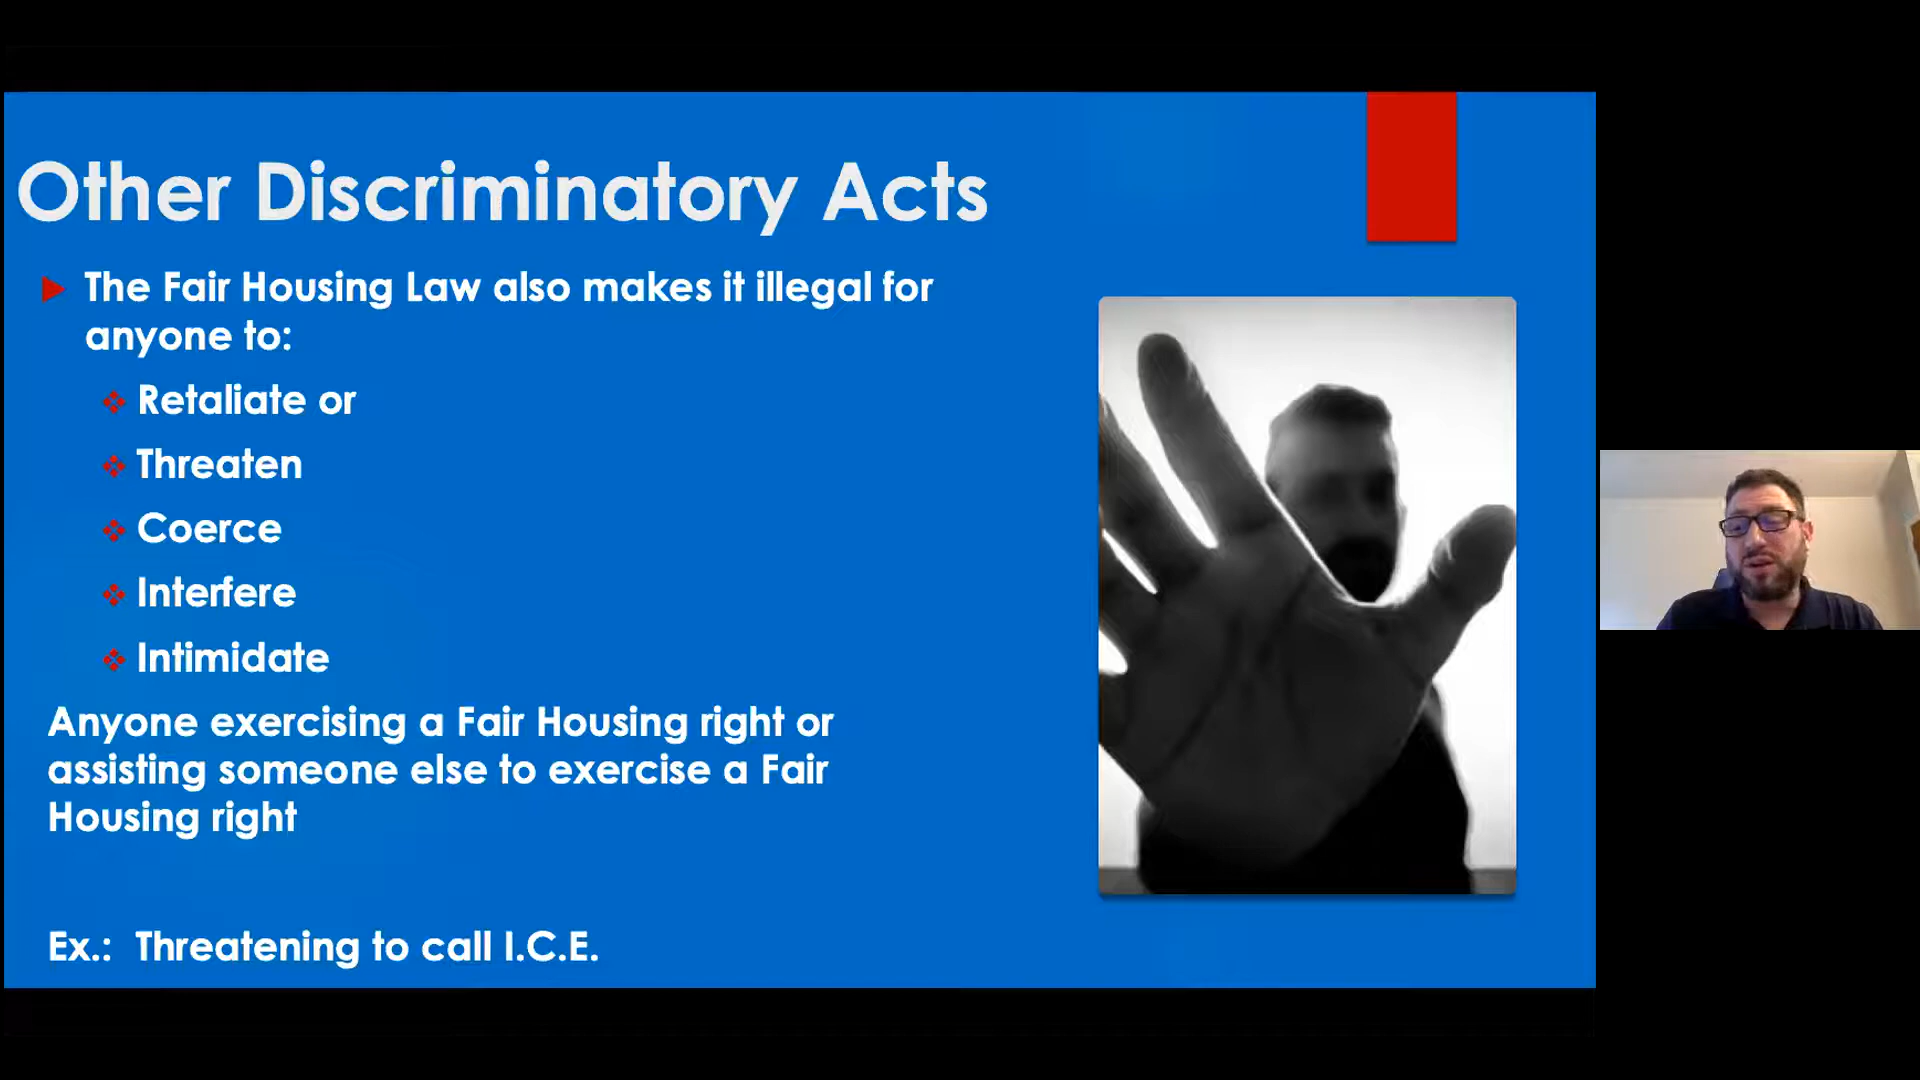 Other Discriminatory Acts
The Fair Housing Law also makes it illegal for
anyone to:
Retaliate or
Threaten
Coerce
Interfere
Intimidate
Anyone exercising a Fair Housing right or
assisting someone else to exercise a Fair
Housing right
Ex.: Threatening to call I.C.E.